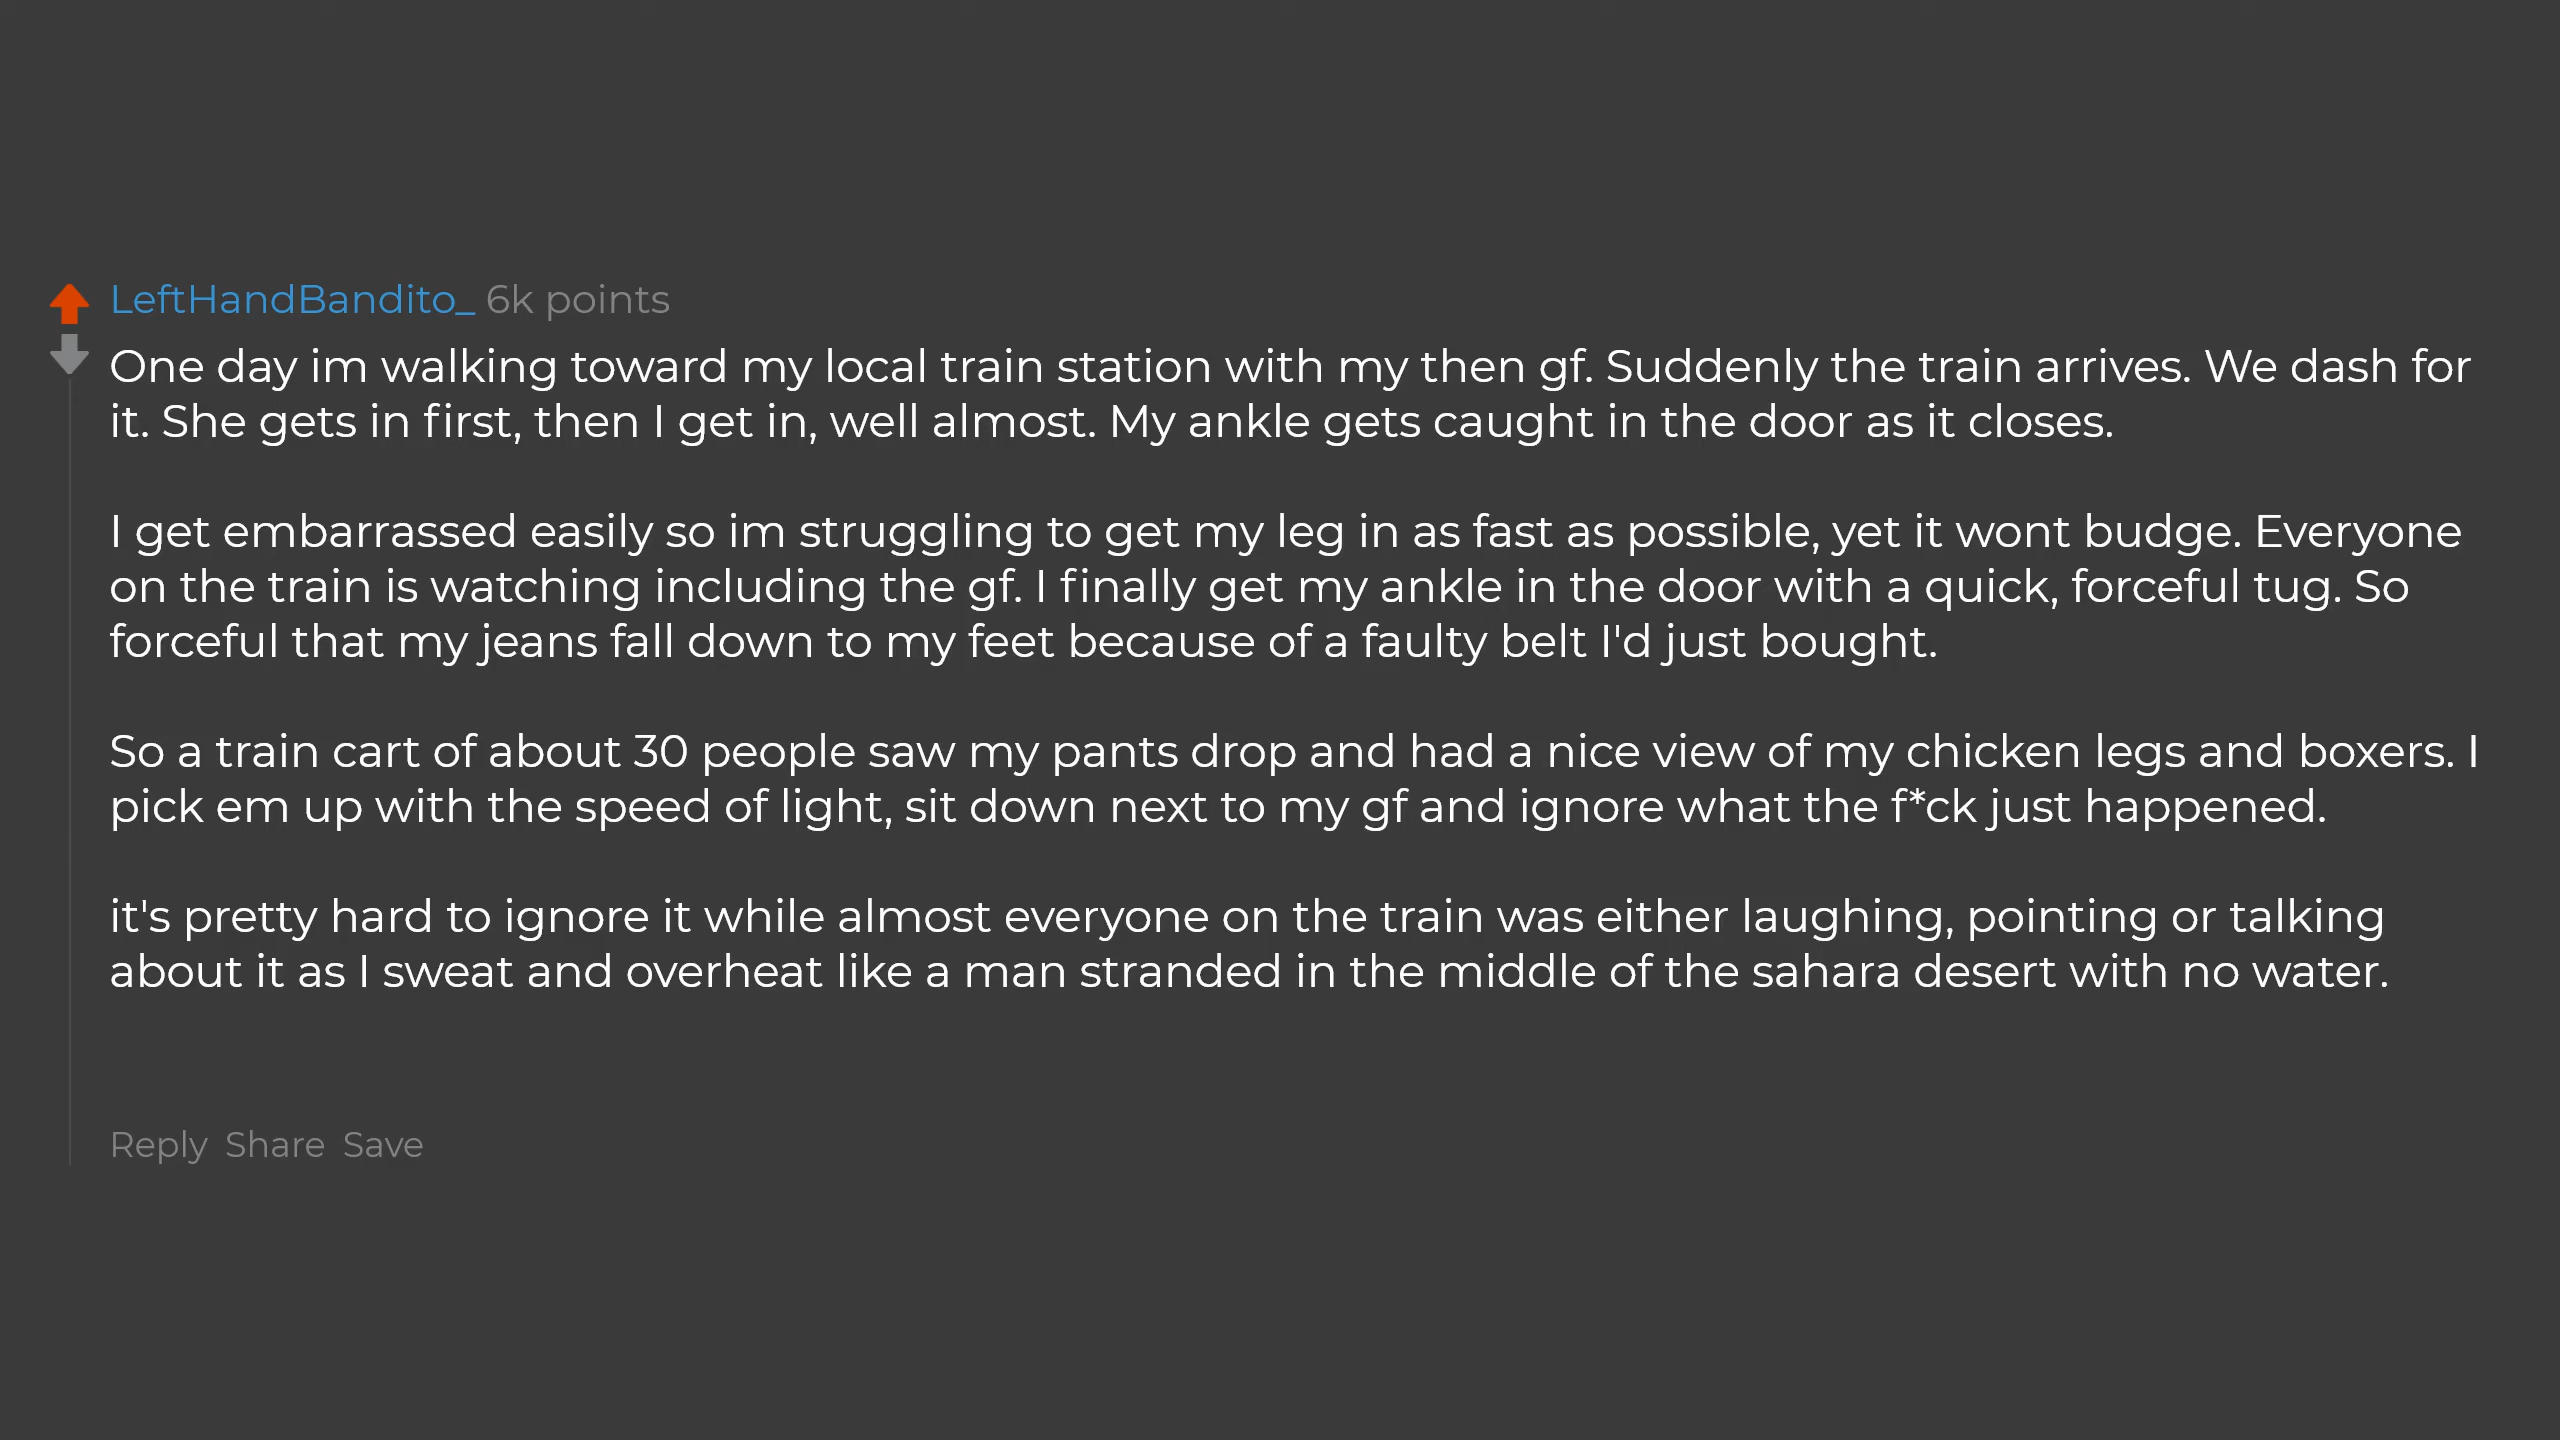 LeftHandBandito_ 6k points
One day im walking toward my local train station with my then gf. Suddenly the train arrives. We dash for
it. She gets in first, then I get in, well almost. My ankle gets caught in the door as it closes.
I get embarrassed easily so im struggling to get my leg in as fast as possible, yet it wont budge. Everyone
on the train is watching including the gf. I finally get my ankle in the door with a quick, forceful tug. So
forceful that my jeans fall down to my feet because of a faulty belt I'd just bought.
So a train cart of about 30 people saw my pants drop and had a nice view of my chicken legs and boxers. I
pick em up with the speed of light, sit down next to my gf and ignore what the f*ck just happened.
it's pretty hard to ignore it while almost everyone on the train was either laughing, pointing or talking
about it as I sweat and overheat like a man stranded in the middle of the sahara desert with no water.
Reply Share Save